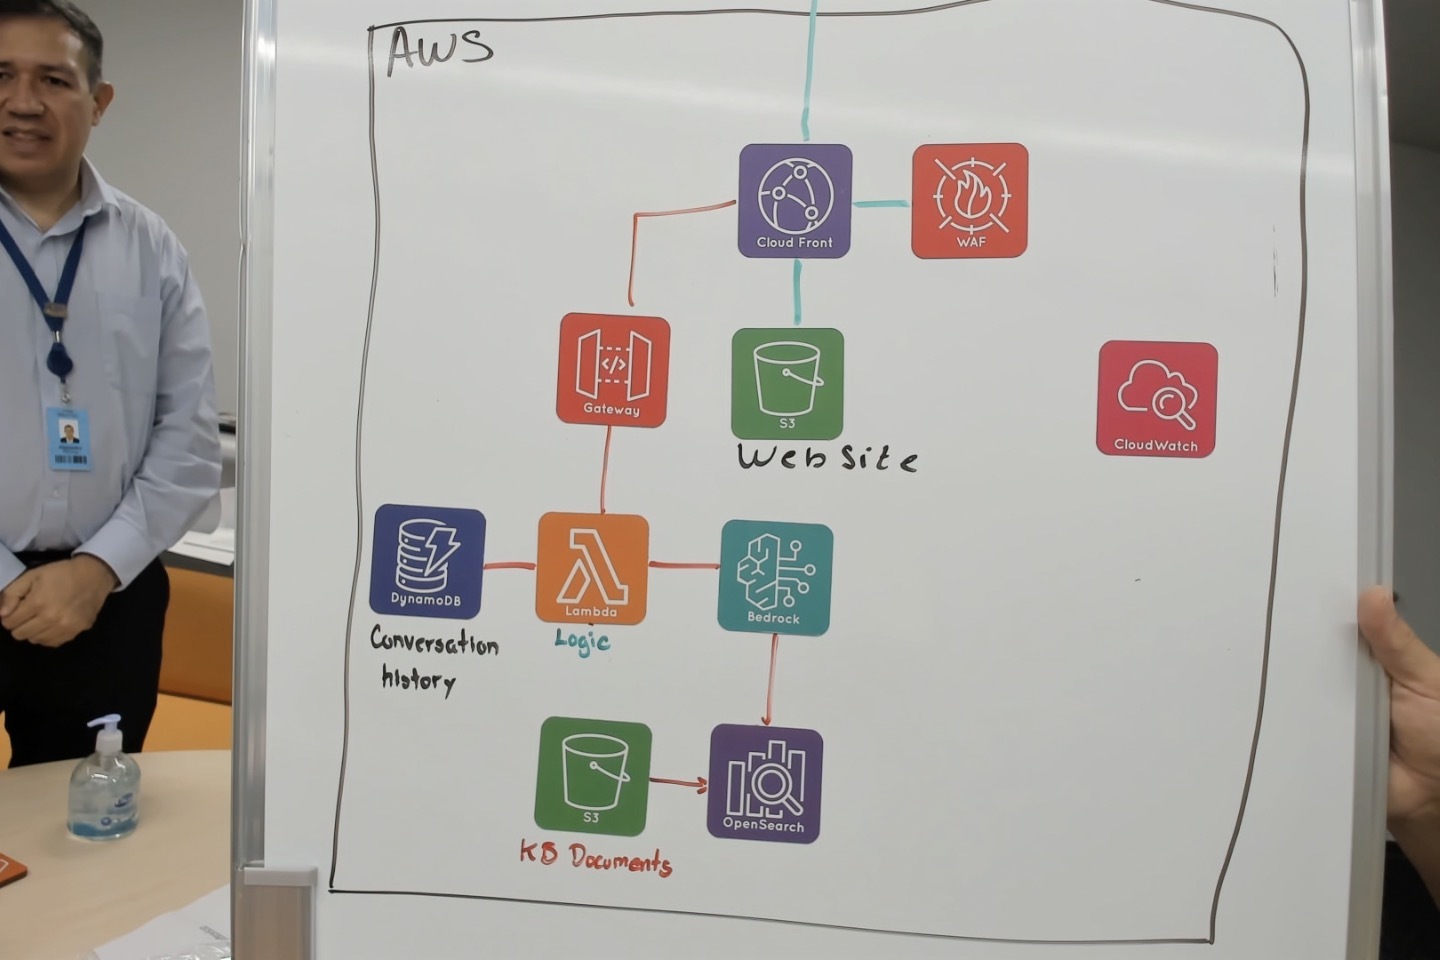 AWS
Cloud Front
WAF
Gateway
S3
Web Site
CloudWatch
DynamoDB
Lambda
Bedrock
Conversation
history
Logic
S3
OpenSearch
KB Documents